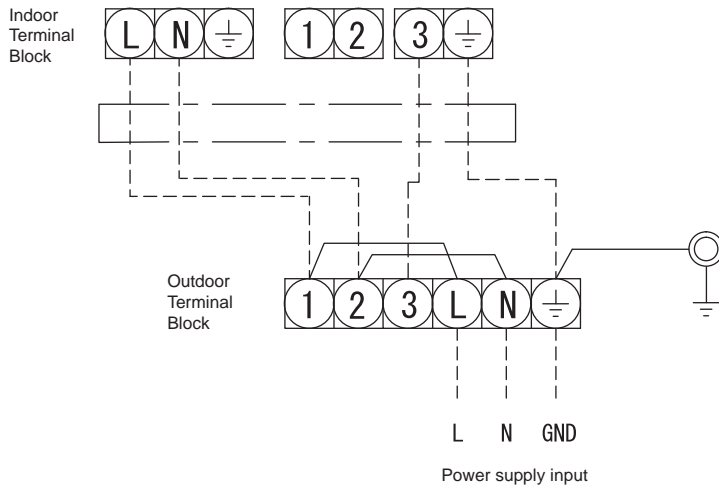 Indoor
Terminal
Block
L N 1 2 3
Outdoor
Terminal
Block
1 2 3 L N
L N GND
Power supply input